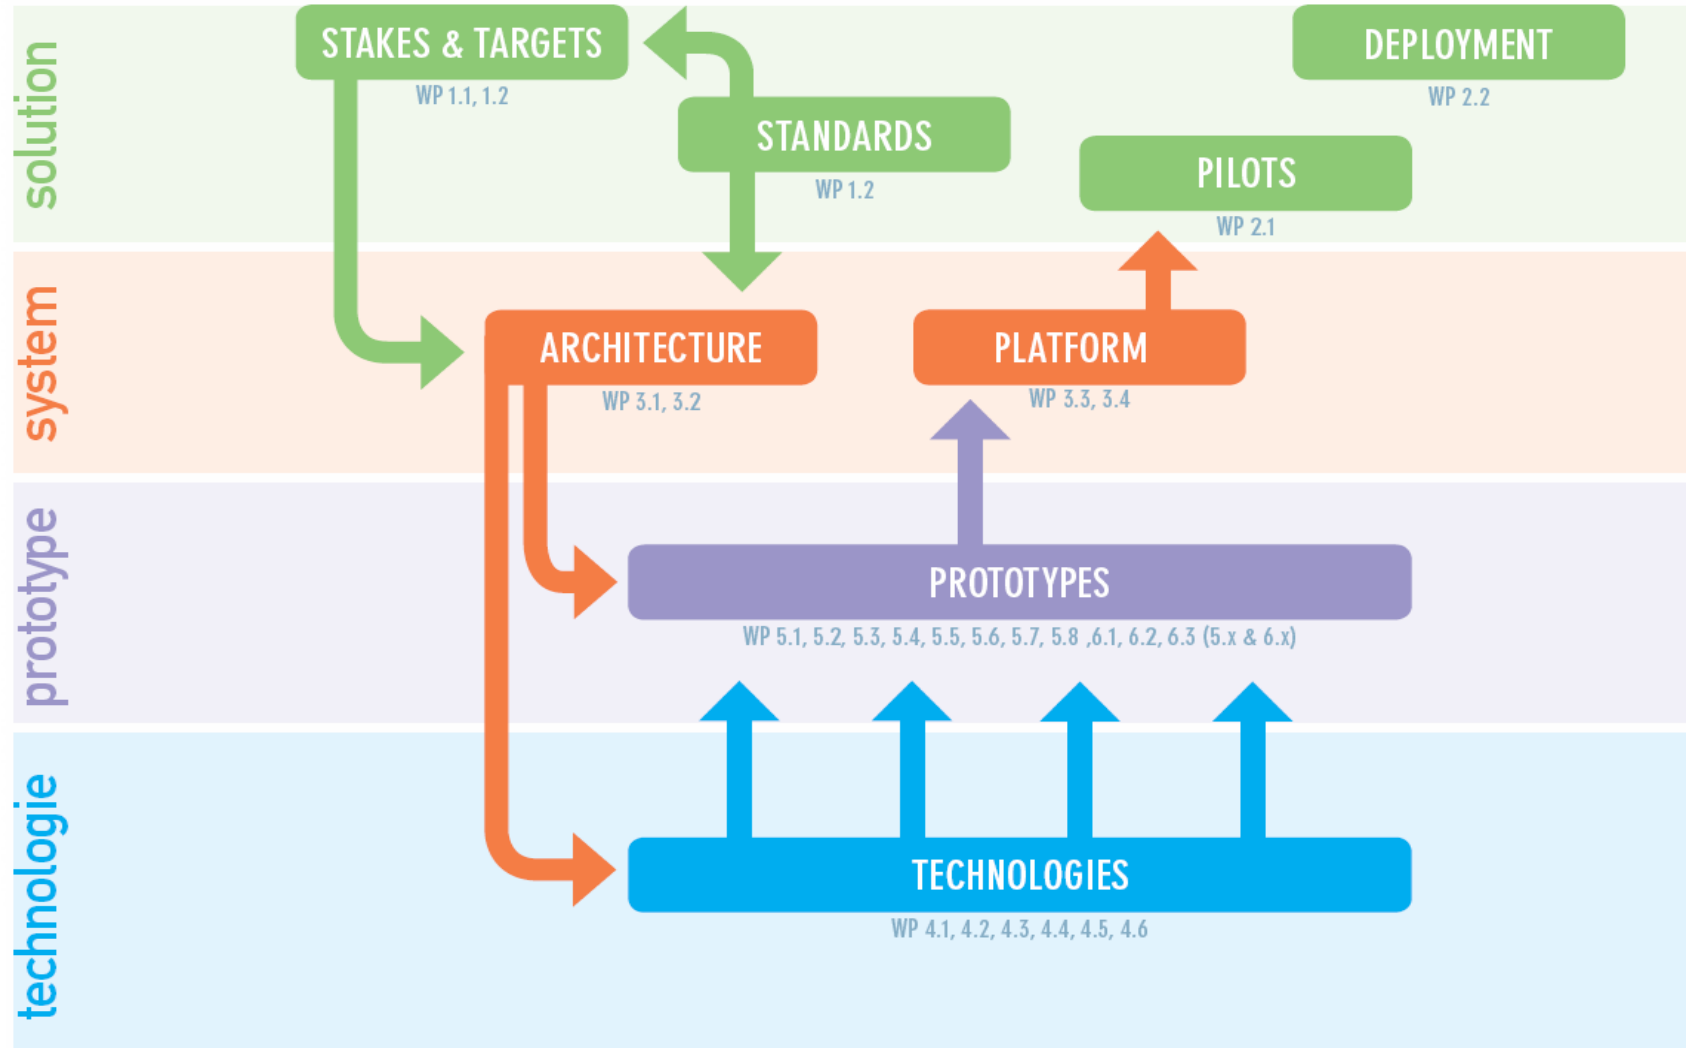 solution
STAKES & TARGETS
WP 1.1, 1.2
STANDARDS
WP 1.2
DEPLOYMENT
WP 2.2
PILOTS
WP 2.1
system
ARCHITECTURE
WP 3.1, 3.2
PLATFORM
WP 3.3, 3.4
prototype
PROTOTYPES
WP 5.1, 5.2, 5.3, 5.4, 5.5, 5.6, 5.7, 5.8 ,6.1, 6.2, 6.3 (5.x & 6.x)
technologie
TECHNOLOGIES
WP 4.1, 4.2, 4.3, 4.4, 4.5, 4.6